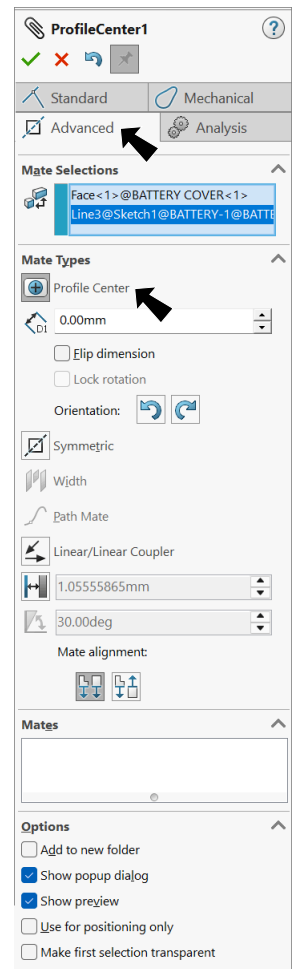 ProfileCenter1
?
Standard
Mechanical
Advanced
Analysis
Mate Selections
Face<1>@BATTERY COVER<1>
Line3@Sketch1@BATTERY-1@BATTE
Mate Types
Profile Center
D1
0.00mm
Flip dimension
Lock rotation
Orientation:
Symmetric
Width
Path Mate
Linear/Linear Coupler
1.05555865mm
30.00deg
Mate alignment:
Mates
Options
Add to new folder
Show popup dialog
Show preview
Use for positioning only
Make first selection transparent